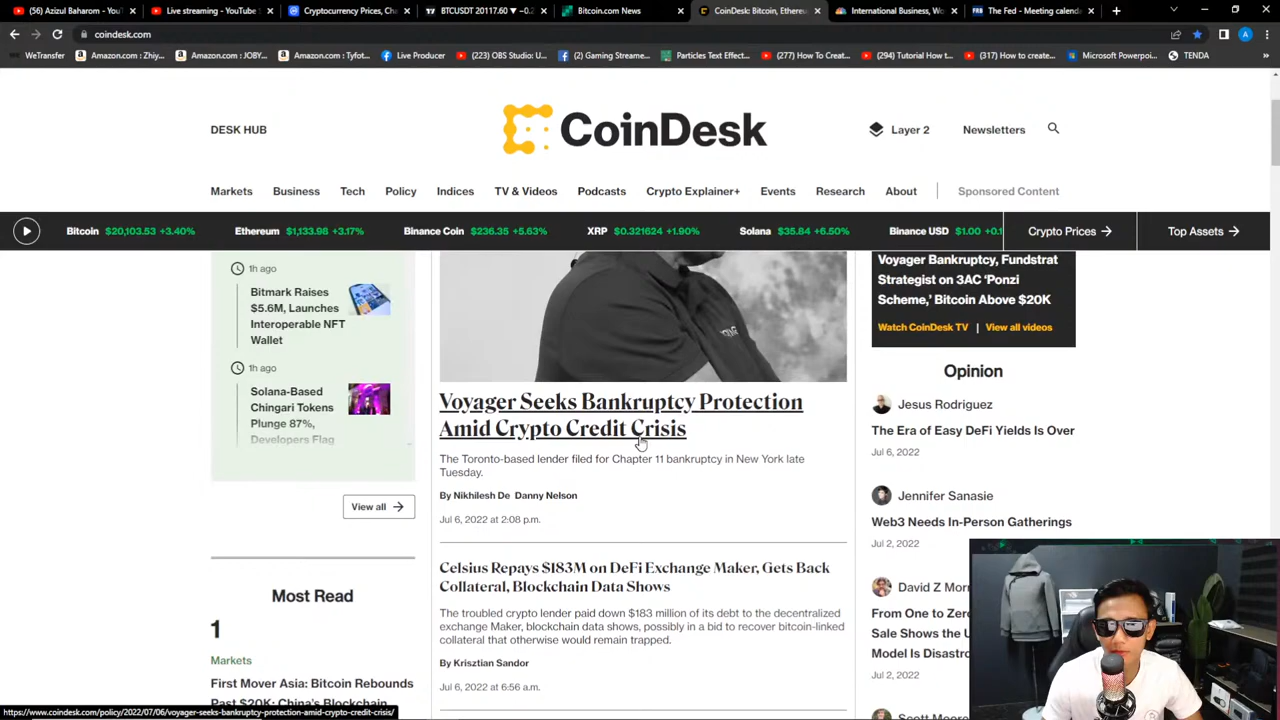 (56) Azizul Baharom - You
Live streaming - YouTube
Cryptocurrency Prices, Ch
BTCUSDT 20117.60 ▼ −0.
Bitcoin.com News
CoinDesk: Bitcoin, Ethereu
International Business, Wo
The Fed - Meeting calenda
coindesk.com
WeTransfer
Amazon.com : Zhiy...
Amazon.com : JOBY...
Amazon.com : Tyfot...
Live Producer
(223) OBS Studio: U...
(2) Gaming Streame...
Particles Text Effect...
(277) How To Creat...
(294) Tutorial How t...
(317) How to create...
Microsoft Powerpoi...
TENDA
DESK HUB
CoinDesk
Layer 2
Newsletters
Markets Business Tech Policy Indices TV & Videos Podcasts Crypto Explainer+ Events Research About Sponsored Content
Bitcoin $20,103.53 +3.40% Ethereum $1,133.98 +3.17% Binance Coin $236.35 +5.63% XRP $0.321624 +1.90% Solana $35.84 +6.50% Binance USD $1.00 +0.1
Crypto Prices →
Top Assets →
1h ago
Bitmark Raises
$5.6M, Launches
Interoperable NFT
Wallet
1h ago
Solana-Based
Chingari Tokens
Plunge 87%,
Developers Flag
View all →
Most Read
1
Markets
First Mover Asia: Bitcoin Rebounds
Past $20K; China's Blockchain
Voyager Seeks Bankruptcy Protection
Amid Crypto Credit Crisis
The Toronto-based lender filed for Chapter 11 bankruptcy in New York late
Tuesday.
By Nikhilesh De Danny Nelson
Jul 6, 2022 at 2:08 p.m.
Celsius Repays $183M on DeFi Exchange Maker, Gets Back
Collateral, Blockchain Data Shows
The troubled crypto lender paid down $183 million of its debt to the decentralized
exchange Maker, blockchain data shows, possibly in a bid to recover bitcoin-linked
collateral that otherwise would remain trapped.
By Krisztian Sandor
Jul 6, 2022 at 6:56 a.m.
Voyager Bankruptcy, Fundstrat
Strategist on 3AC ‘Ponzi
Scheme,’ Bitcoin Above $20K
Watch CoinDesk TV | View all videos
Opinion
Jesus Rodriguez
The Era of Easy DeFi Yields Is Over
Jul 6, 2022
Jennifer Sanasie
Web3 Needs In-Person Gatherings
Jul 2, 2022
David Z Morr
From One to Zero
Sale Shows the
Model Is Disastro
Jul 2, 2022
https://www.coindesk.com/policy/2022/07/06/voyager-seeks-bankruptcy-protection-amid-crypto-credit-crisis/